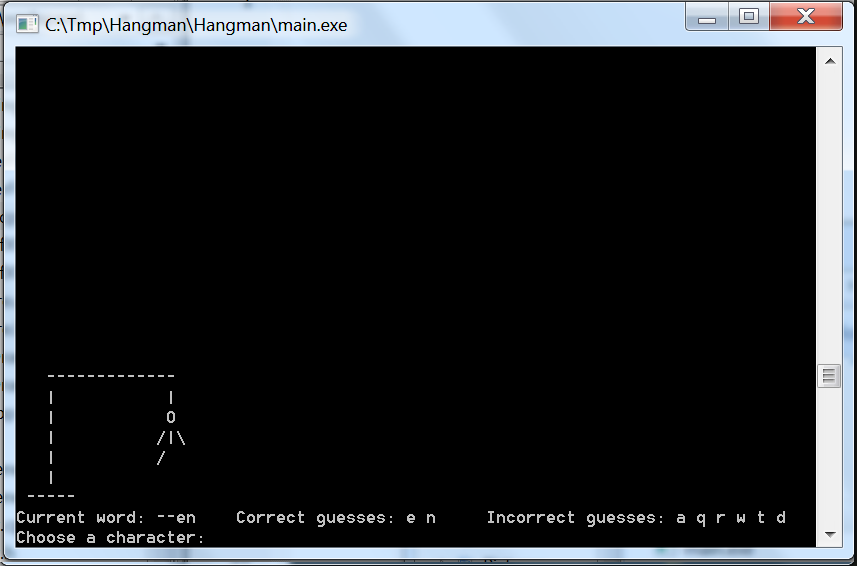 C:\Tmp\Hangman\Hangman\main.exe
-------------
|           |
|           O
|          /|\
|          /
|
-----
Current word: --en    Correct guesses: e n     Incorrect guesses: a q r w t d
Choose a character: